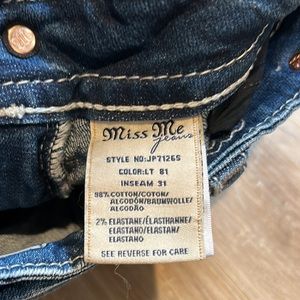 Miss Me
Jeans
STYLE NO:JP7126S
COLOR:LT 81
INSEAM 31
98% COTTON/COTON/
ALGODÓN/BAUMWOLLE/
ALGODÃO
2% ELASTANE/ÉLASTHANNE/
ELASTANO/ELASTAN/
ELASTANO
SEE REVERSE FOR CARE